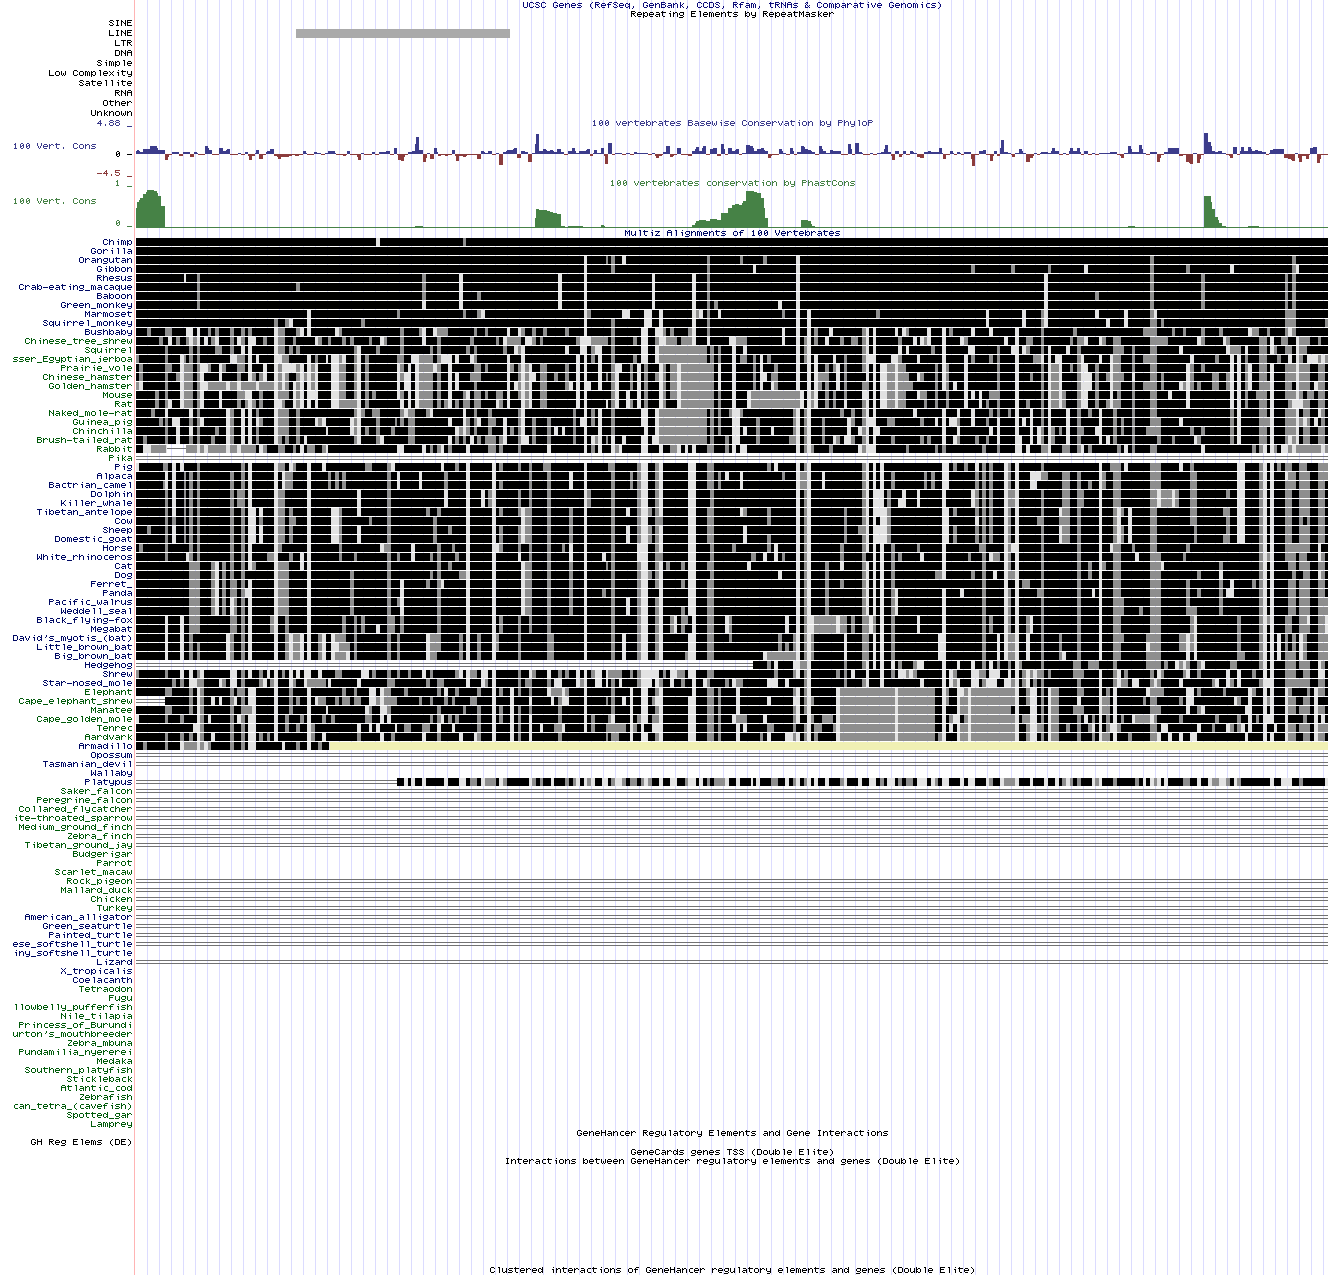 UCSC Genes (RefSeq, GenBank, CCDS, Rfam, tRNAs & Comparative Genomics)
Repeating Elements by RepeatMasker
SINE
LINE
LTR
DNA
Simple
Low Complexity
Satellite
RNA
Other
Unknown
4.88 _
100 vertebrates Basewise Conservation by PhyloP
100 Vert. Cons
0 _
-4.5 _
100 vertebrates conservation by PhastCons
1 _
100 Vert. Cons
0 _
Multiz Alignments of 100 Vertebrates
Chimp
Gorilla
Orangutan
Gibbon
Rhesus
Crab-eating_macaque
Baboon
Green_monkey
Marmoset
Squirrel_monkey
Bushbaby
Chinese_tree_shrew
Squirrel
sser_Egyptian_jerboa
Prairie_vole
Chinese_hamster
Golden_hamster
Mouse
Rat
Naked_mole-rat
Guinea_pig
Chinchilla
Brush-tailed_rat
Rabbit
Pika
Pig
Alpaca
Bactrian_camel
Dolphin
Killer_whale
Tibetan_antelope
Cow
Sheep
Domestic_goat
Horse
White_rhinoceros
Cat
Dog
Ferret_
Panda
Pacific_walrus
Weddell_seal
Black_flying-fox
Megabat
David's_myotis_(bat)
Little_brown_bat
Big_brown_bat
Hedgehog
Shrew
Star-nosed_mole
Elephant
Cape_elephant_shrew
Manatee
Cape_golden_mole
Tenrec
Aardvark
Armadillo
Opossum
Tasmanian_devil
Wallaby
Platypus
Saker_falcon
Peregrine_falcon
Collared_flycatcher
ite-throated_sparrow
Medium_ground_finch
Zebra_finch
Tibetan_ground_jay
Budgerigar
Parrot
Scarlet_macaw
Rock_pigeon
Mallard_duck
Chicken
Turkey
American_alligator
Green_seaturtle
Painted_turtle
ese_softshell_turtle
iny_softshell_turtle
Lizard
X_tropicalis
Coelacanth
Tetraodon
Fugu
llowbelly_pufferfish
Nile_tilapia
Princess_of_Burundi
urton's_mouthbreeder
Zebra_mbuna
Pundamilia_nyererei
Medaka
Southern_platyfish
Stickleback
Atlantic_cod
Zebrafish
can_tetra_(cavefish)
Spotted_gar
Lamprey
GeneHancer Regulatory Elements and Gene Interactions
GH Reg Elems (DE)
GeneCards genes TSS (Double Elite)
Interactions between GeneHancer regulatory elements and genes (Double Elite)
Clustered interactions of GeneHancer regulatory elements and genes (Double Elite)